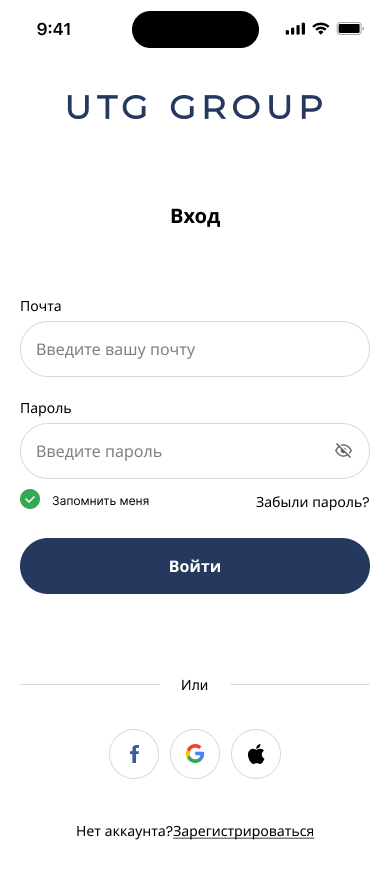 9:41
UTG GROUP
Вход
Почта
Введите вашу почту
Пароль
Введите пароль
Запомнить меня
Забыли пароль?
Войти
Или
Нет аккаунта?Зарегистрироваться